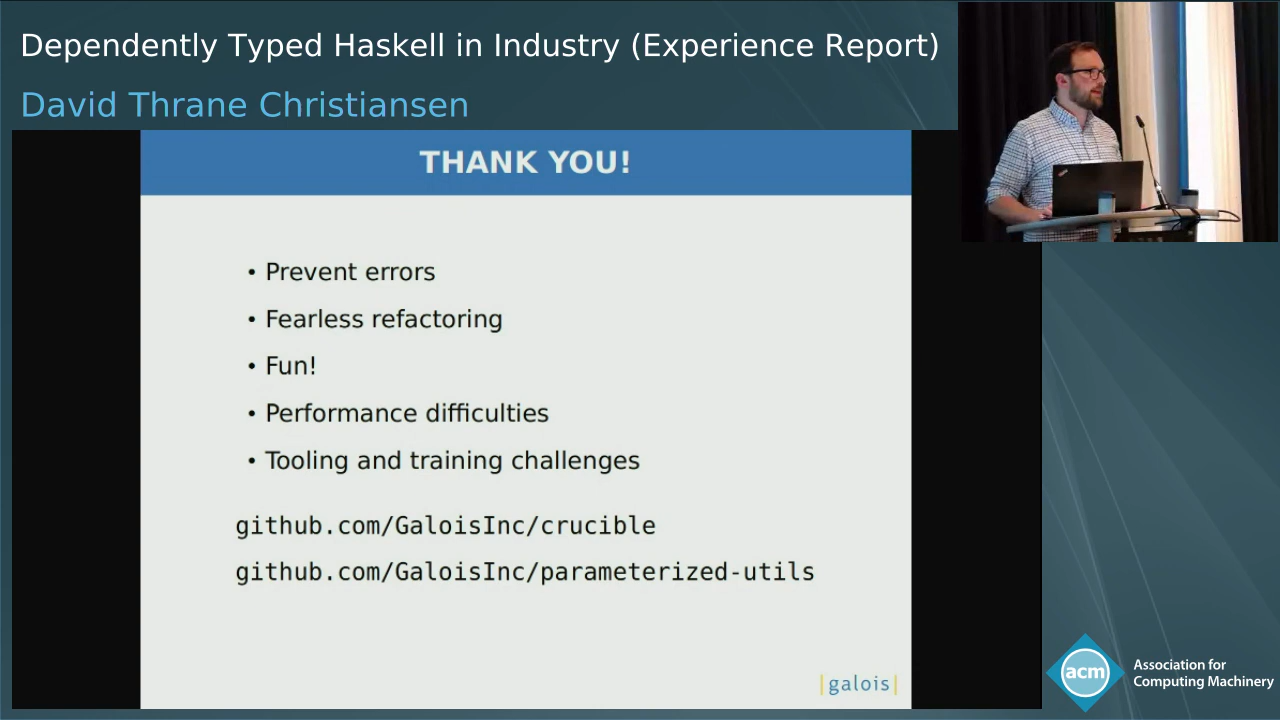 Dependently Typed Haskell in Industry (Experience Report)
David Thrane Christiansen
THANK YOU!
• Prevent errors
• Fearless refactoring
• Fun!
• Performance difficulties
• Tooling and training challenges
github.com/GaloisInc/crucible
github.com/GaloisInc/parameterized-utils
|galois|
acm
Association for
Computing Machinery